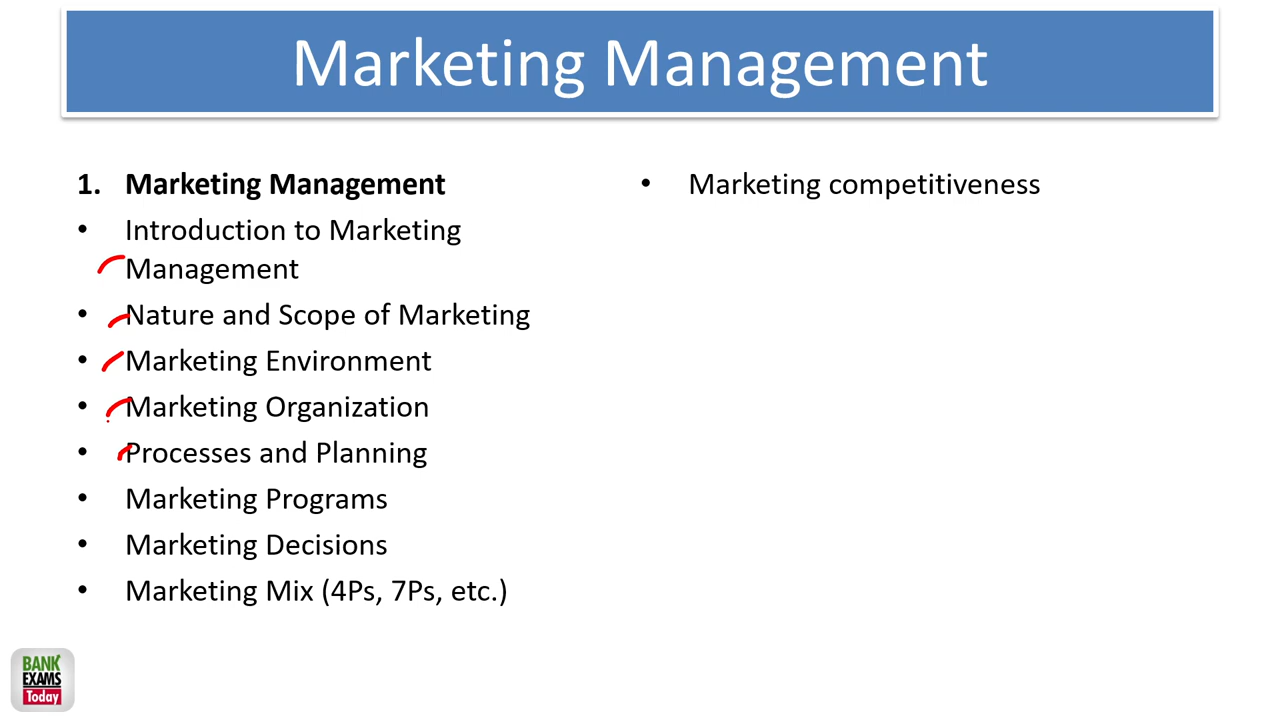 Marketing Management
1. Marketing Management
• Introduction to Marketing
Management
• Nature and Scope of Marketing
• Marketing Environment
• Marketing Organization
• Processes and Planning
• Marketing Programs
• Marketing Decisions
• Marketing Mix (4Ps, 7Ps, etc.)
• Marketing competitiveness
BANK
EXAMS
Today